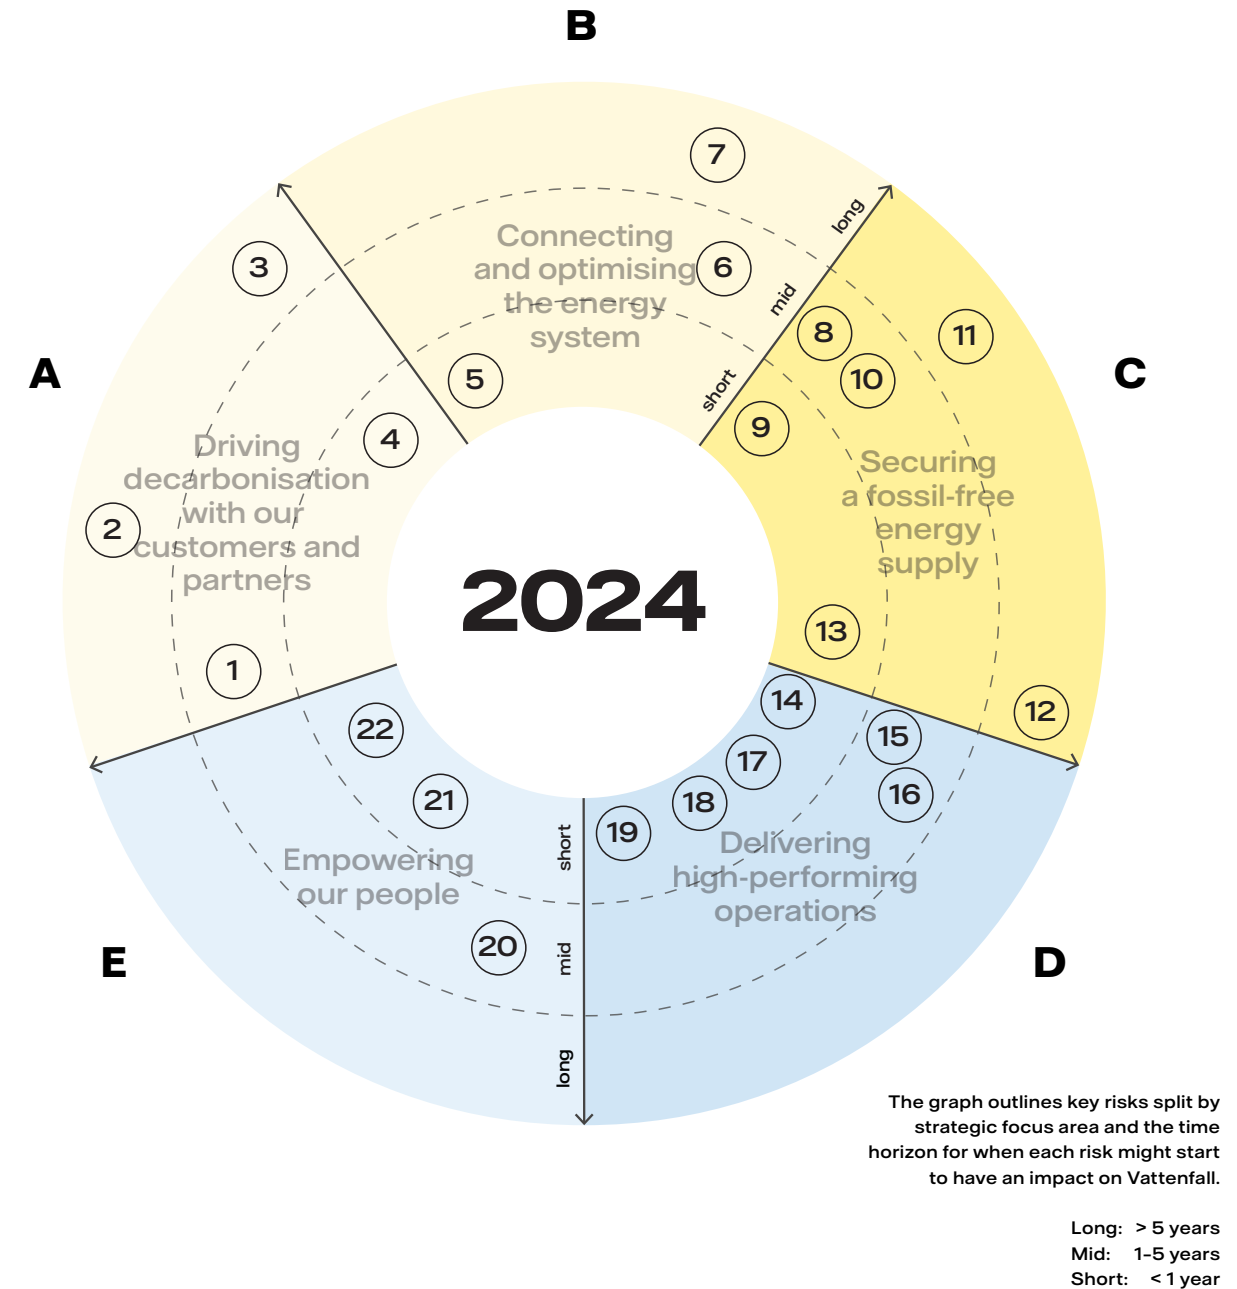 B
7
long
3
Connecting
and optimising
the energy
system
6
mid
8
11
A
5
short
10
C
4
9
Driving
decarbonisation
with our
customers and
partners
2
Securing
a fossil-free
energy
supply
2024
13
1
14
12
22
15
17
21
18
16
19
short
Delivering
high-performing
operations
Empowering
our people
20
mid
E
D
long
The graph outlines key risks split by
strategic focus area and the time
horizon for when each risk might start
to have an impact on Vattenfall.
Long: > 5 years
Mid: 1-5 years
Short: < 1 year